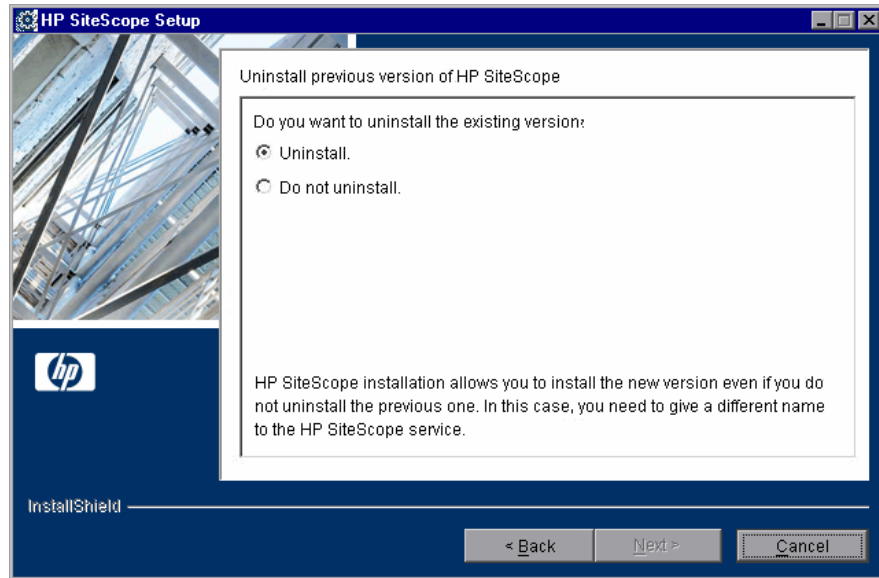 HP SiteScope Setup
Uninstall previous version of HP SiteScope
Do you want to uninstall the existing version?
Uninstall.
Do not uninstall.
HP SiteScope installation allows you to install the new version even if you do
not uninstall the previous one. In this case, you need to give a different name
to the HP SiteScope service.
hp
InstallShield
< Back Next > Cancel